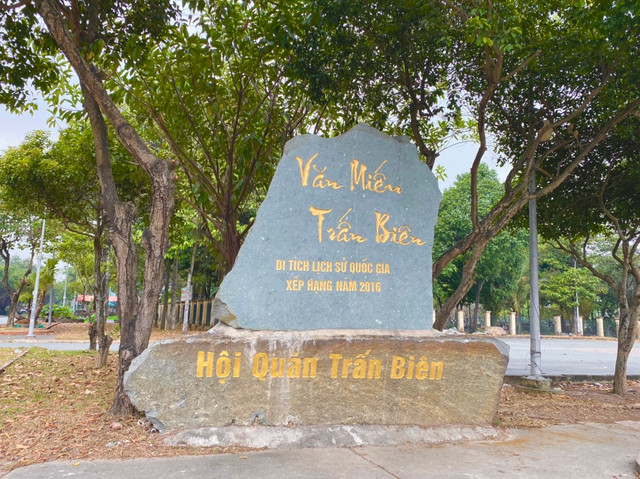 Văn Miếu
Trấn Biên
DI TÍCH LỊCH SỬ QUỐC GIA
XẾP HẠNG NĂM 2016
Hội Quán Trấn Biên